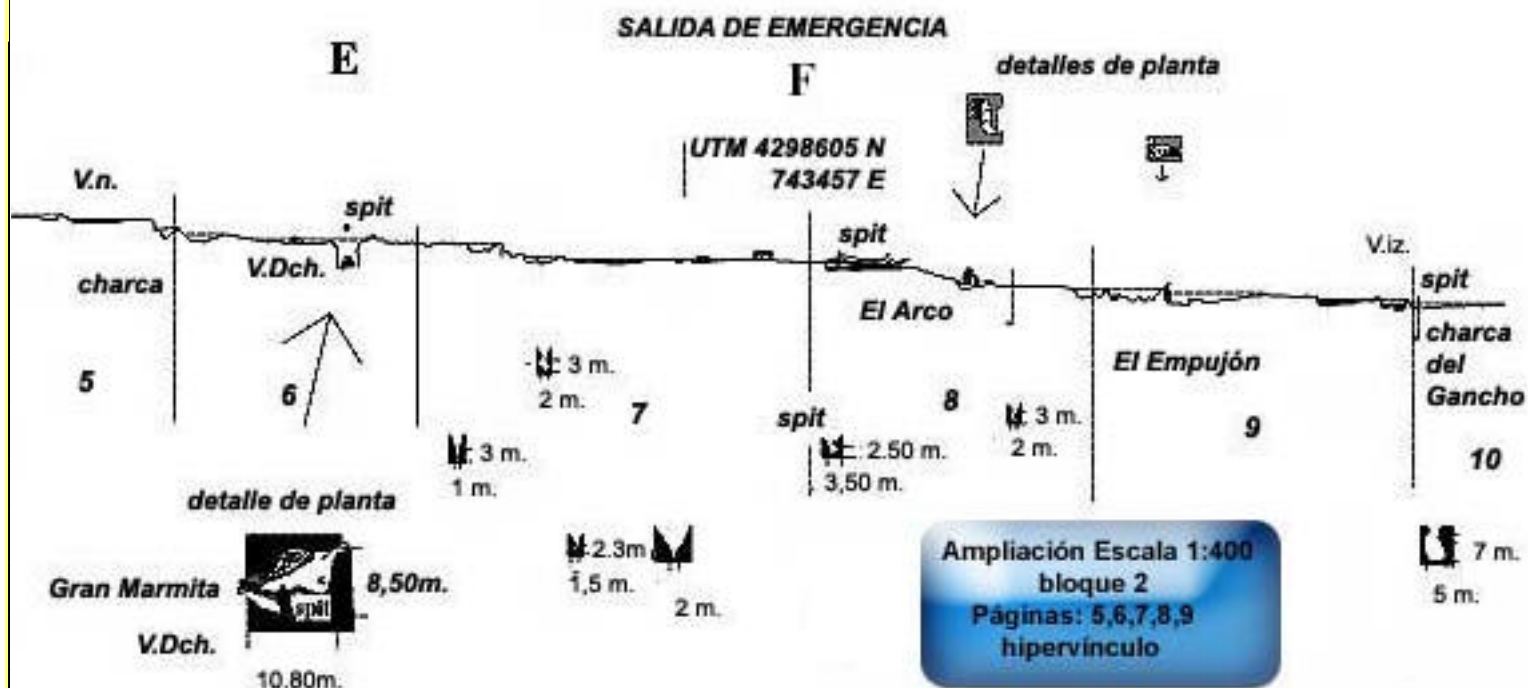 SALIDA DE EMERGENCIA
E
F
detalles de planta
UTM 4298605 N
743457 E
V.n.
spit
V.Dch.
charca
spit
El Arco
V.iz.
spit
charca
del
Gancho
El Empujón
5
6
7
8
9
10
3 m.
2 m.
spit
3 m.
1 m.
2.50 m.
3,50 m.
3 m.
2 m.
detalle de planta
Gran Marmita
spit
8,50m.
V.Dch.
10.80m.
2.3m
1,5 m.
2 m.
7 m.
5 m.
Ampliación Escala 1:400
bloque 2
Páginas: 5,6,7,8,9
hipervínculo